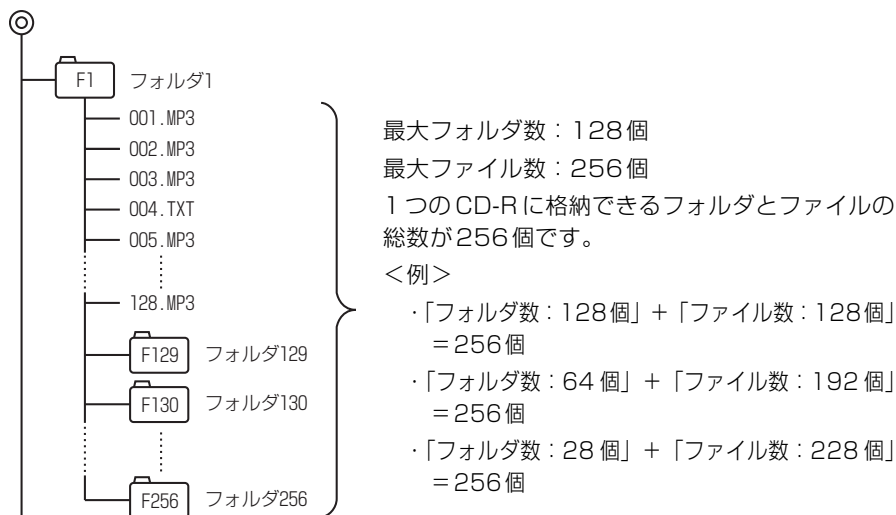 F1 フォルダ1
001.MP3
002.MP3
003.MP3
004.TXT
005.MP3
128.MP3
F129 フォルダ129
F130 フォルダ130
F256 フォルダ256
最大フォルダ数：128個
最大ファイル数：256個
1つのCD-Rに格納できるフォルダとファイルの
総数が256個です。
＜例＞
・「フォルダ数：128個」＋「ファイル数：128個」
＝256個
・「フォルダ数：64個」＋「ファイル数：192個」
＝256個
・「フォルダ数：28個」＋「ファイル数：228個」
＝256個